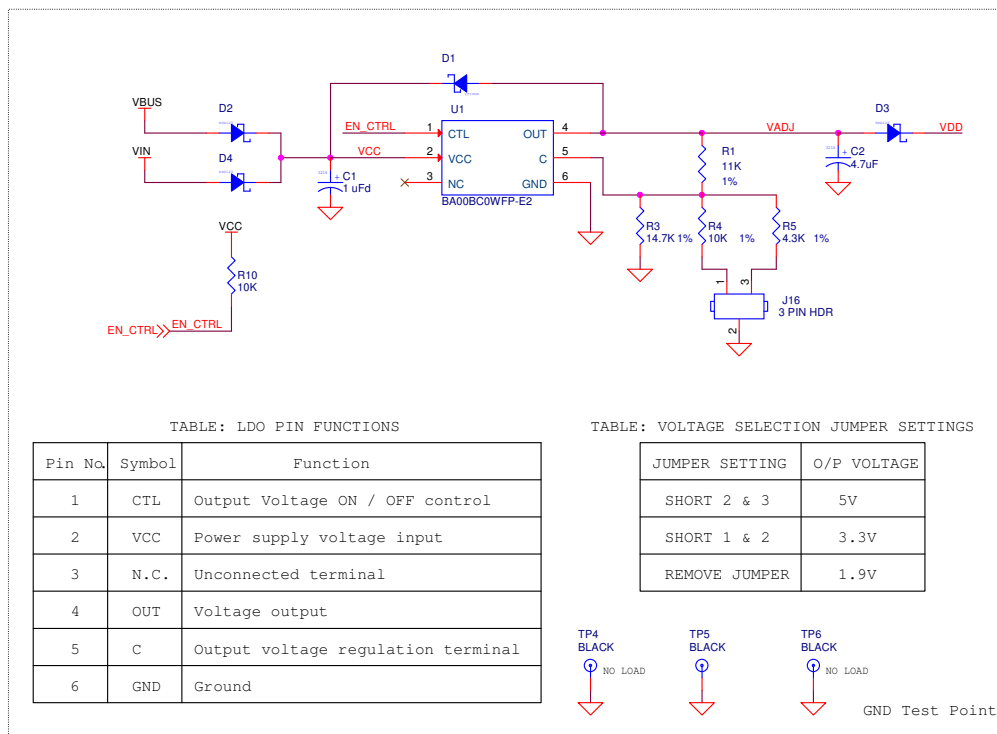 D1
VBUS
D2
U1
D3
EN_CTRL
1
CTL
OUT
4
VADJ
VDD
VIN
D4
VCC
2
VCC
C
5
R1
11K
1%
C2
4.7uF
C1
1 uFd
3
NC
GND
6
BA00BC0WFP-E2
VCC
R3
14.7K 1%
R4
10K 1%
R5
4.3K 1%
R10
10K
1
3
J16
3 PIN HDR
2
EN_CTRL
EN_CTRL
TABLE: LDO PIN FUNCTIONS
Pin No. Symbol Function
1 CTL Output Voltage ON / OFF control
2 VCC Power supply voltage input
3 N.C. Unconnected terminal
4 OUT Voltage output
5 C Output voltage regulation terminal
6 GND Ground
TABLE: VOLTAGE SELECTION JUMPER SETTINGS
JUMPER SETTING O/P VOLTAGE
SHORT 2 & 3 5V
SHORT 1 & 2 3.3V
REMOVE JUMPER 1.9V
TP4
BLACK
NO LOAD
TP5
BLACK
TP6
BLACK
NO LOAD
GND Test Point